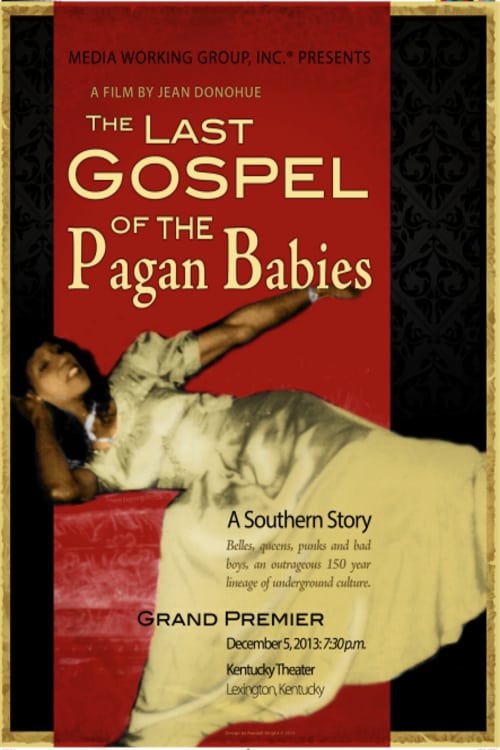 MEDIA WORKING GROUP, INC.® PRESENTS
A FILM BY JEAN DONOHUE
THE LAST
GOSPEL
OF THE
Pagan Babies
A Southern Story
Belles, queens, punks and bad
boys, an outrageous 150 year
lineage of underground culture.
GRAND PREMIER
December 5, 2013: 7:30 p.m.
Kentucky Theater
Lexington, Kentucky